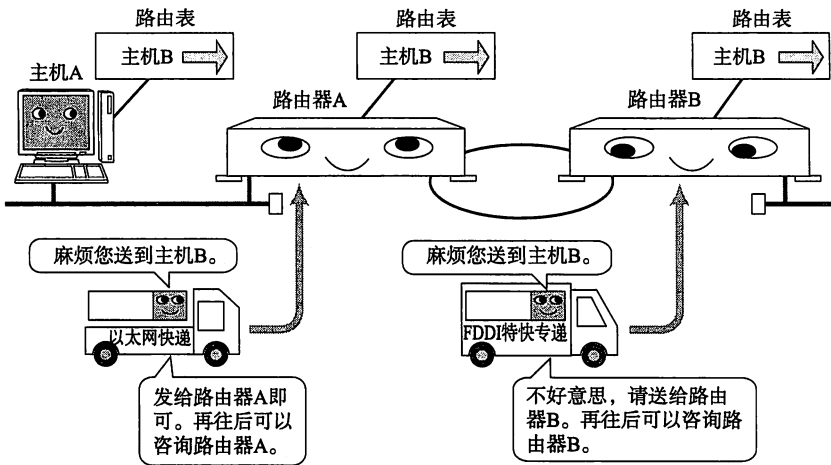 路由表
主机B
路由表
主机B
路由表
主机B
主机A
路由器A
路由器B
麻烦您送到主机B。
以太网快递
发给路由器A即
可。再往后可以
咨询路由器A。
麻烦您送到主机B。
FDDI特快专递
不好意思，请送给路由
器B。再往后可以咨询路
由器B。